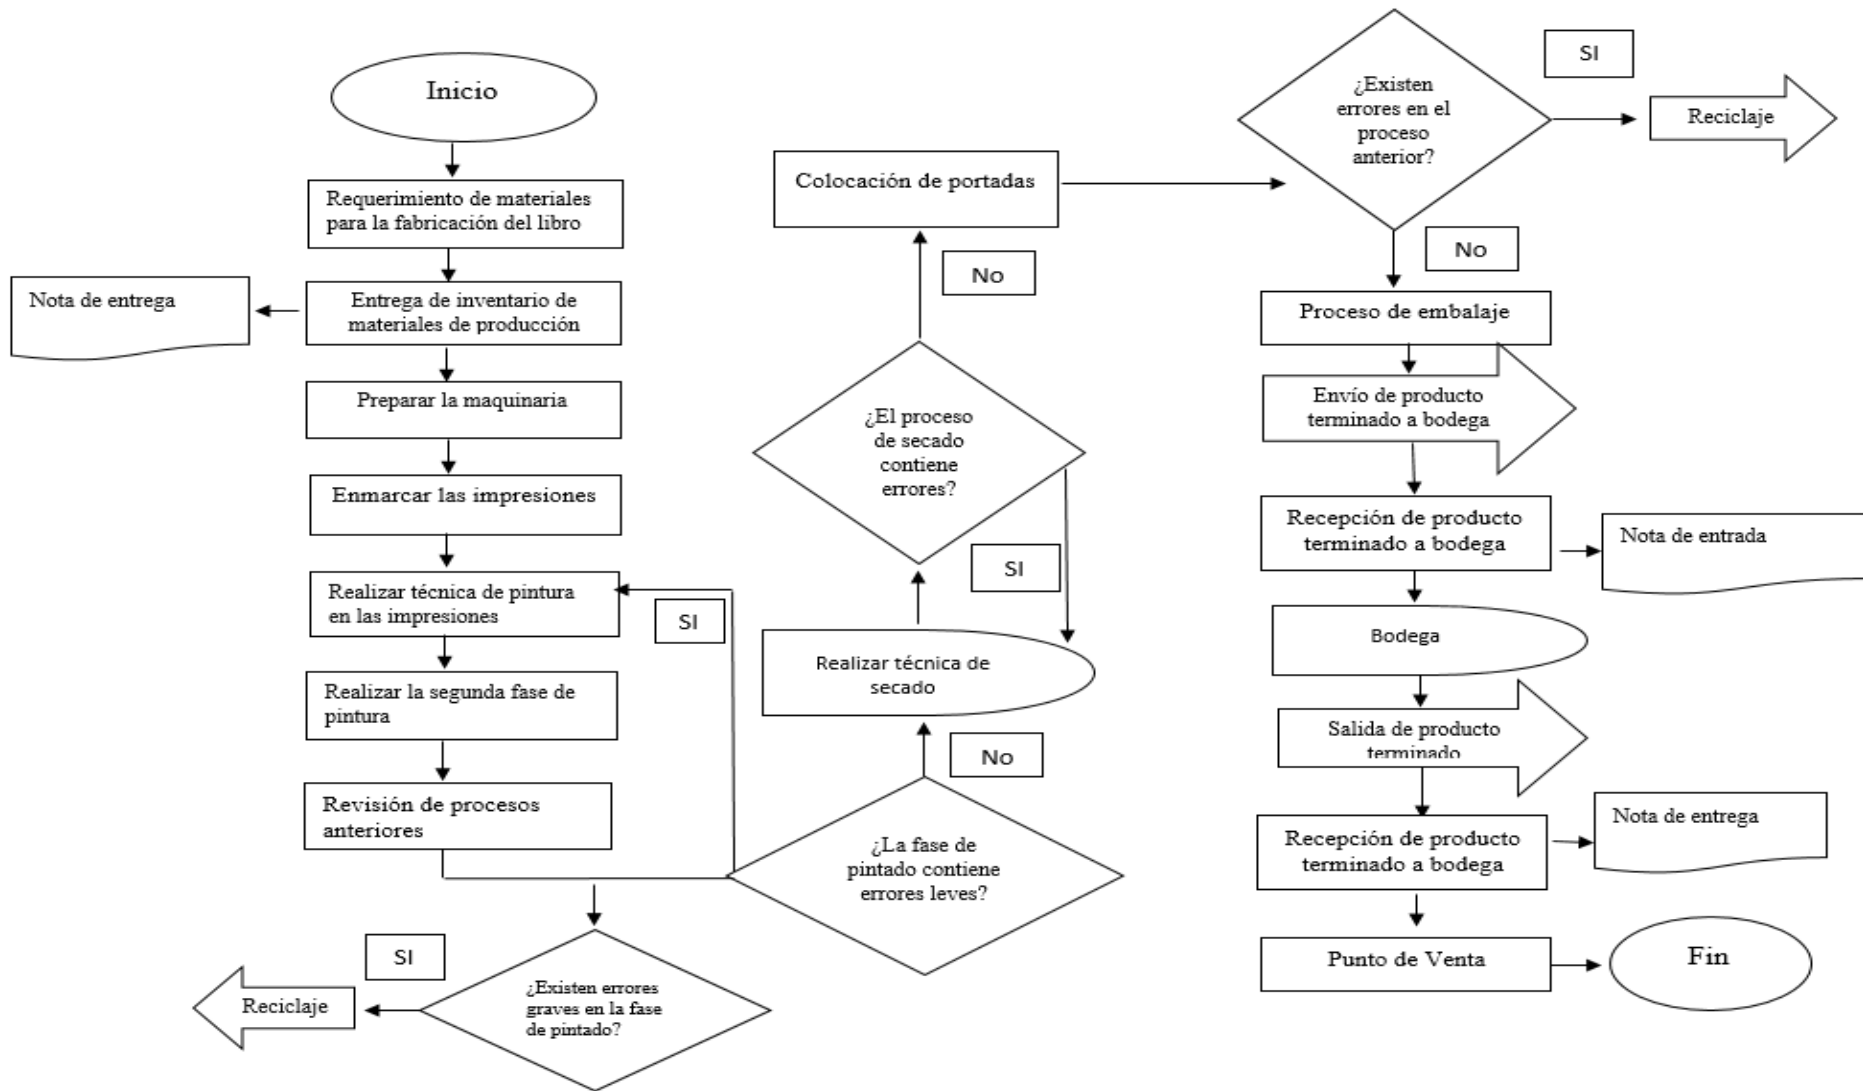 Inicio
Requerimiento de materiales
para la fabricación del libro
Nota de entrega
Entrega de inventario de
materiales de producción
Preparar la maquinaria
Enmarcar las impresiones
Realizar técnica de pintura
en las impresiones
SI
Realizar la segunda fase de
pintura
Revisión de procesos
anteriores
SI
Reciclaje
¿Existen errores
graves en la fase
de pintado?
¿La fase de
pintado contiene
errores leves?
No
Realizar técnica de
secado
SI
¿El proceso
de secado
contiene
errores?
No
Colocación de portadas
¿Existen
errores en el
proceso
anterior?
SI
Reciclaje
No
Proceso de embalaje
Envío de producto
terminado a bodega
Recepción de producto
terminado a bodega
Nota de entrada
Bodega
Salida de producto
terminado
Recepción de producto
terminado a bodega
Nota de entrega
Punto de Venta
Fin